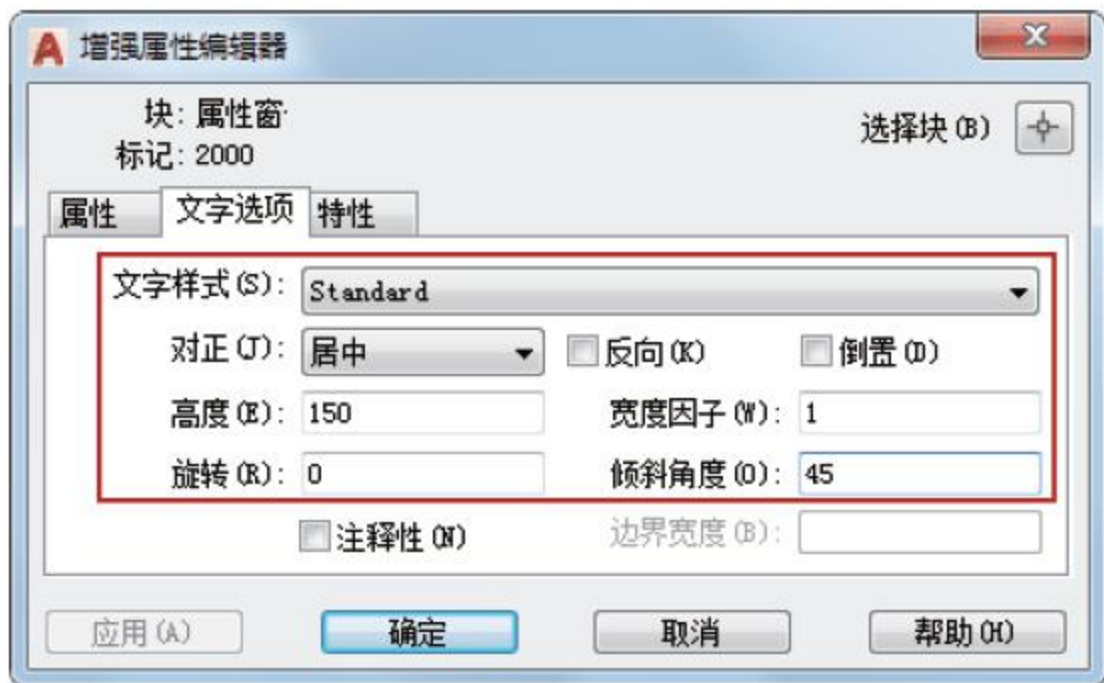 增强属性编辑器
块: 属性窗
选择块(B)
标记: 2000
属性 文字选项 特性
文字样式(S): Standard
对正(J): 居中 反向(K) 倒置(D)
高度(E): 150 宽度因子(W): 1
旋转(R): 0 倾斜角度(O): 45
注释性(N) 边界宽度(B):
应用(A) 确定 取消 帮助(H)